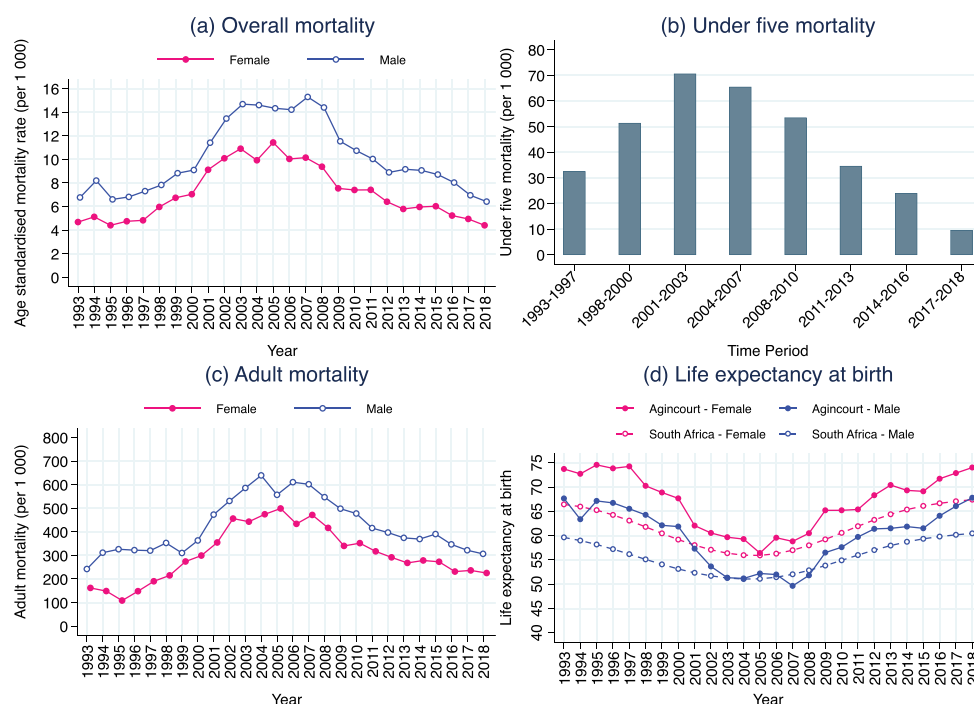 (a) Overall mortality
Female Male
Age standardised mortality rate (per 1 000)
16
14
12
10
8
6
4
2
0
1993 1994 1995 1996 1997 1998 1999 2000 2001 2002 2003 2004 2005 2006 2007 2008 2009 2010 2011 2012 2013 2014 2015 2016 2017 2018
Year
(b) Under five mortality
Under five mortality (per 1 000)
80
70
60
50
40
30
20
10
0
1993-1997 1998-2000 2001-2003 2004-2007 2008-2010 2011-2013 2014-2016 2017-2018
Time Period
(c) Adult mortality
Female Male
Adult mortality (per 1 000)
800
700
600
500
400
300
200
100
0
1993 1994 1995 1996 1997 1998 1999 2000 2001 2002 2003 2004 2005 2006 2007 2008 2009 2010 2011 2012 2013 2014 2015 2016 2017 2018
Year
(d) Life expectancy at birth
Agincourt - Female Agincourt - Male
South Africa - Female South Africa - Male
Life expectancy at birth
75
70
65
60
55
50
45
40
1993 1994 1995 1996 1997 1998 1999 2000 2001 2002 2003 2004 2005 2006 2007 2008 2009 2010 2011 2012 2013 2014 2015 2016 2017 2018
Year